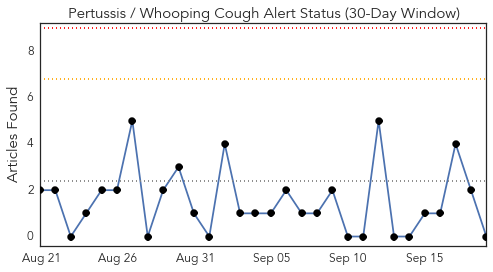 Pertussis / Whooping Cough Alert Status (30-Day Window)
Articles Found
8
6
4
2
0
Aug 21 Aug 26 Aug 31 Sep 05 Sep 10 Sep 15